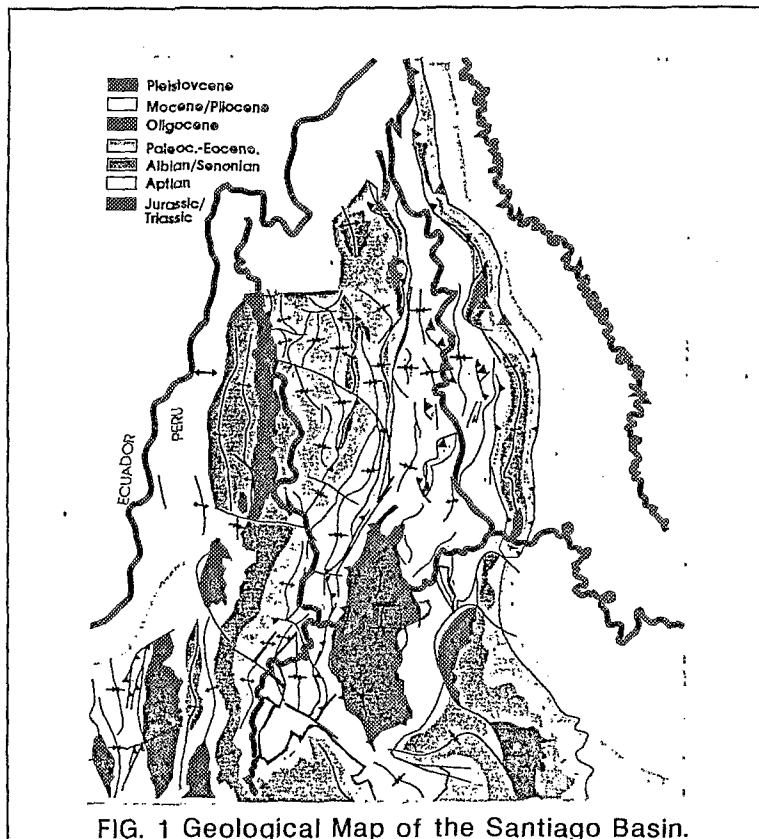 Pleistovcene
Mocene/Pliocene
Oligocene
Paleoc.-Eocene.
Albian/Senonian
Aptian
Jurassic/
Triassic
ECUADOR
PERU
FIG. 1 Geological Map of the Santiago Basin.